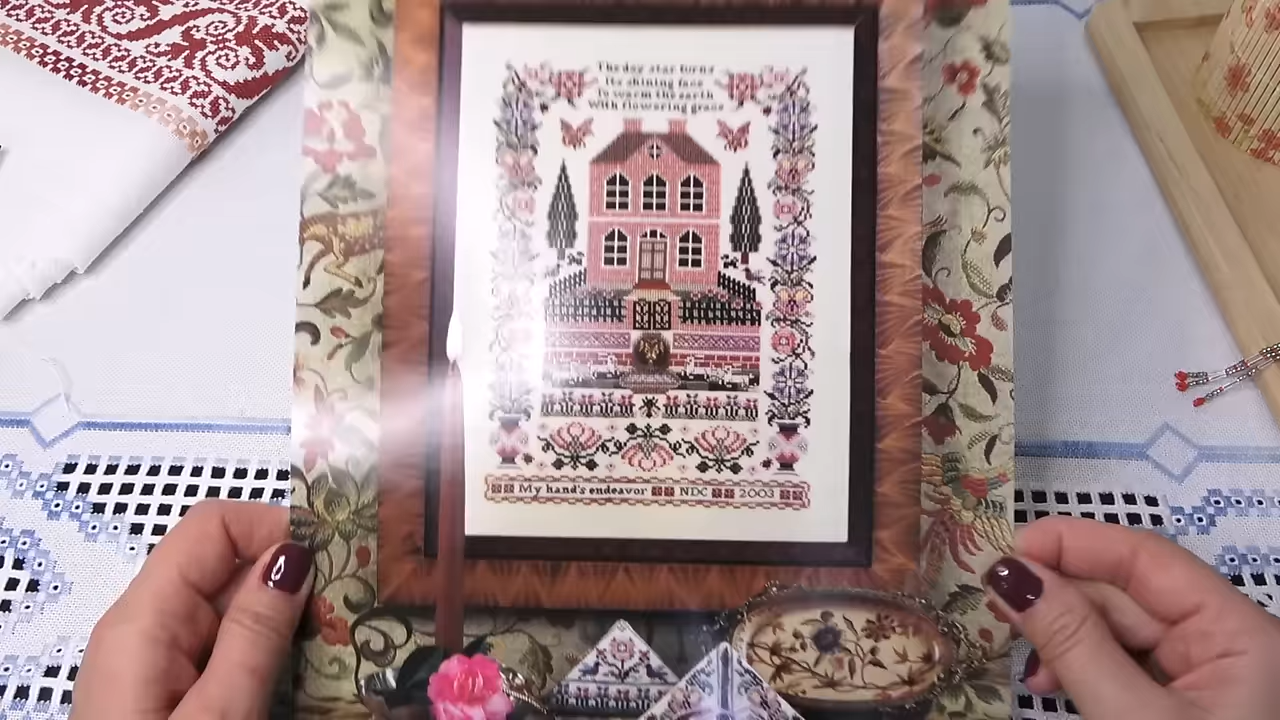 The day star turns
Its shining face
To warm the earth
With flowering grace
My hand's endeavor NDC 2003